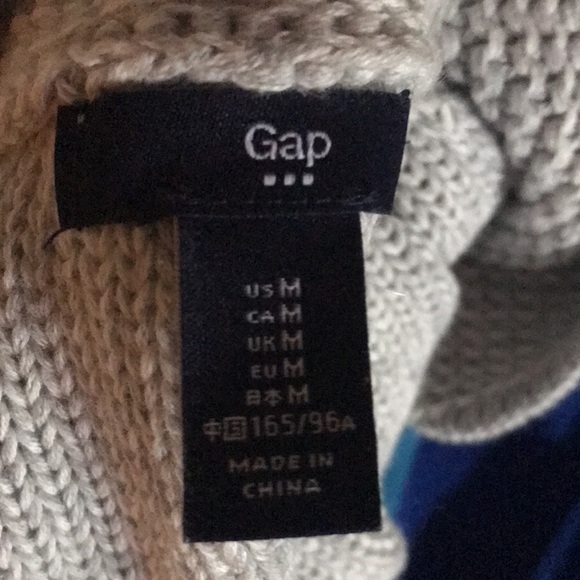 Gap
US M
CA M
UK M
EU M
日本 M
中国 165/96A
MADE IN
CHINA